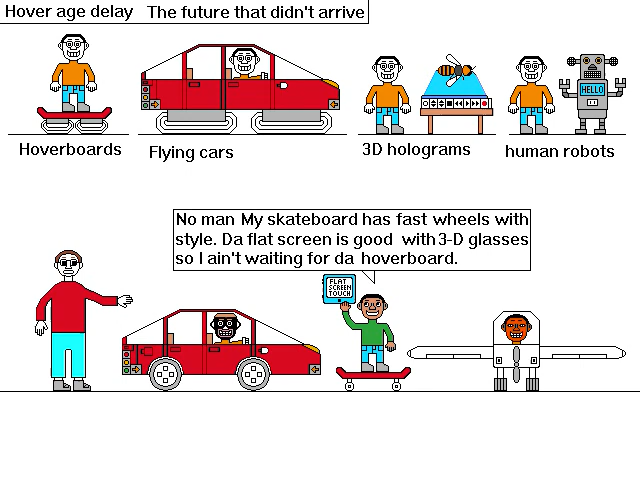 Hover age delay The future that didn't arrive
HELLO
Hoverboards
Flying cars
3D holograms
human robots
No man My skateboard has fast wheels with
style. Da flat screen is good with 3-D glasses
so I ain't waiting for da hoverboard.
FLAT
SCREEN
TOUCH